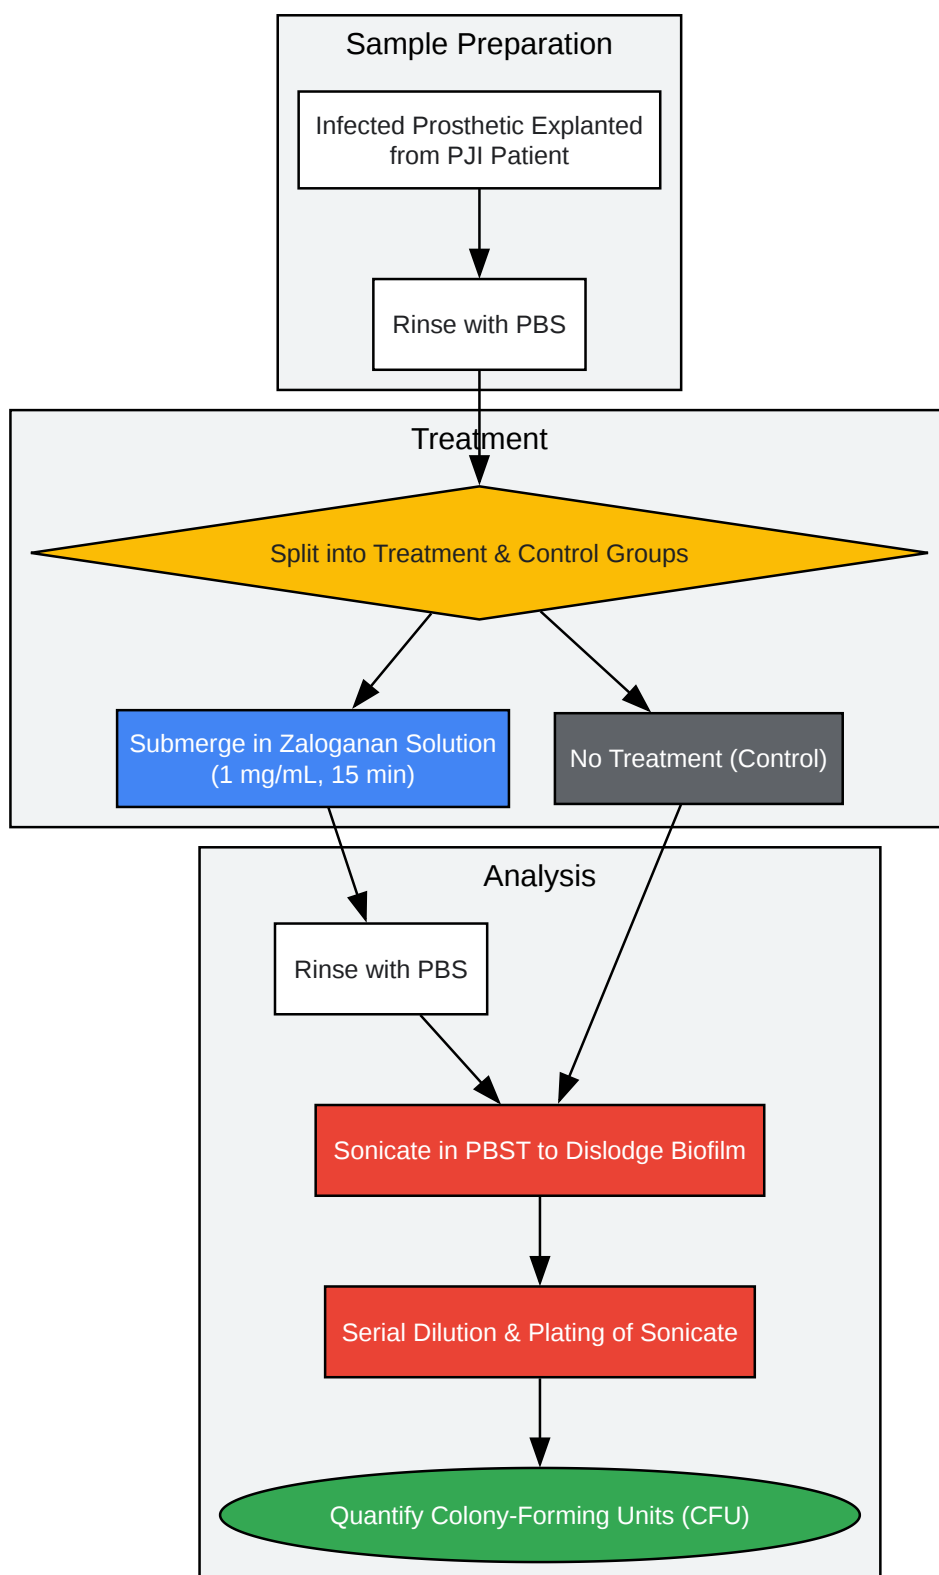 Sample Preparation
Infected Prosthetic Explanted
from PJI Patient
Rinse with PBS
Treatment
Split into Treatment & Control Groups
Submerge in Zaloganan Solution
(1 mg/mL, 15 min)
No Treatment (Control)
Analysis
Rinse with PBS
Sonicate in PBST to Dislodge Biofilm
Serial Dilution & Plating of Sonicate
Quantify Colony-Forming Units (CFU)